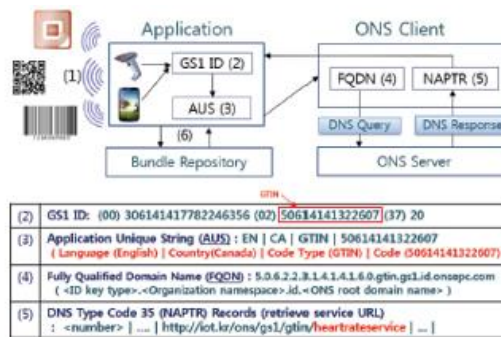 Application
ONS Client
(1)
GS1 ID (2)
AUS (3)
FQDN (4)
NAPTR (5)
(6)
DNS Query
DNS Response
Bundle Repository
ONS Server
GTIN
(2) GS1 ID: (00) 306141417782246356 (02) 50614141322607 (37) 20
(3) Application Unique String (AUS) : EN | CA | GTIN | 50614141322607
( Language (English) | Country(Canada) | Code Type (GTIN) | Code (50614141322607)
(4) Fully Qualified Domain Name (FQDN) : 5.0.6.2.2.3.1.4.1.4.1.6.0.gtin.gs1.id.onsepc.com
( <ID key type>.<Organization namespace>.id.<ONS root domain name> )
(5) DNS Type Code 35 (NAPTR) Records (retrieve service URL)
: <number> | .... | http://iot.kr/ons/gs1/gtin/heartrateservice | ... |